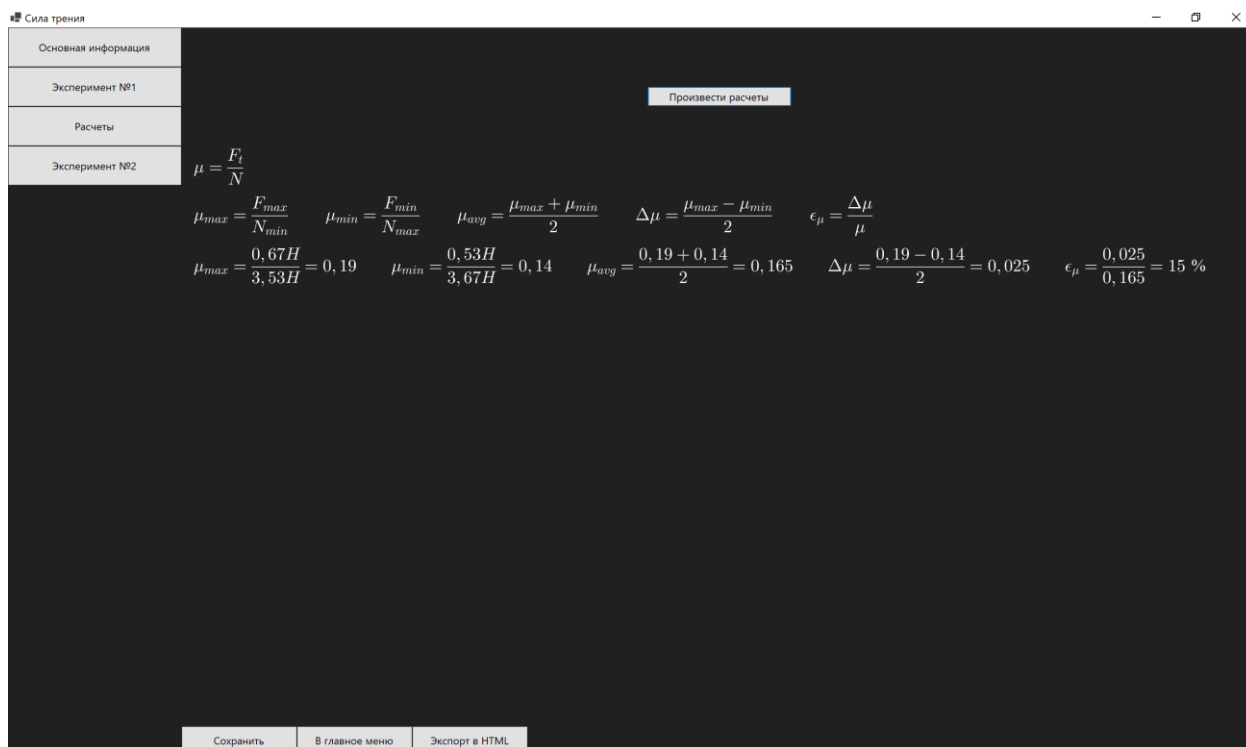 Сила трения
Основная информация
Эксперимент №1
Расчеты
Эксперимент №2
Произвести расчеты
μ = F_t / N
μ_max = F_max / N_min μ_min = F_min / N_max μ_avg = (μ_max + μ_min) / 2 Δμ = (μ_max − μ_min) / 2 ϵ_μ = Δμ / μ
μ_max = 0,67H / 3,53H = 0,19 μ_min = 0,53H / 3,67H = 0,14 μ_avg = (0,19 + 0,14) / 2 = 0,165 Δμ = (0,19 − 0,14) / 2 = 0,025 ϵ_μ = 0,025 / 0,165 = 15 %
Сохранить В главное меню Экспорт в HTML